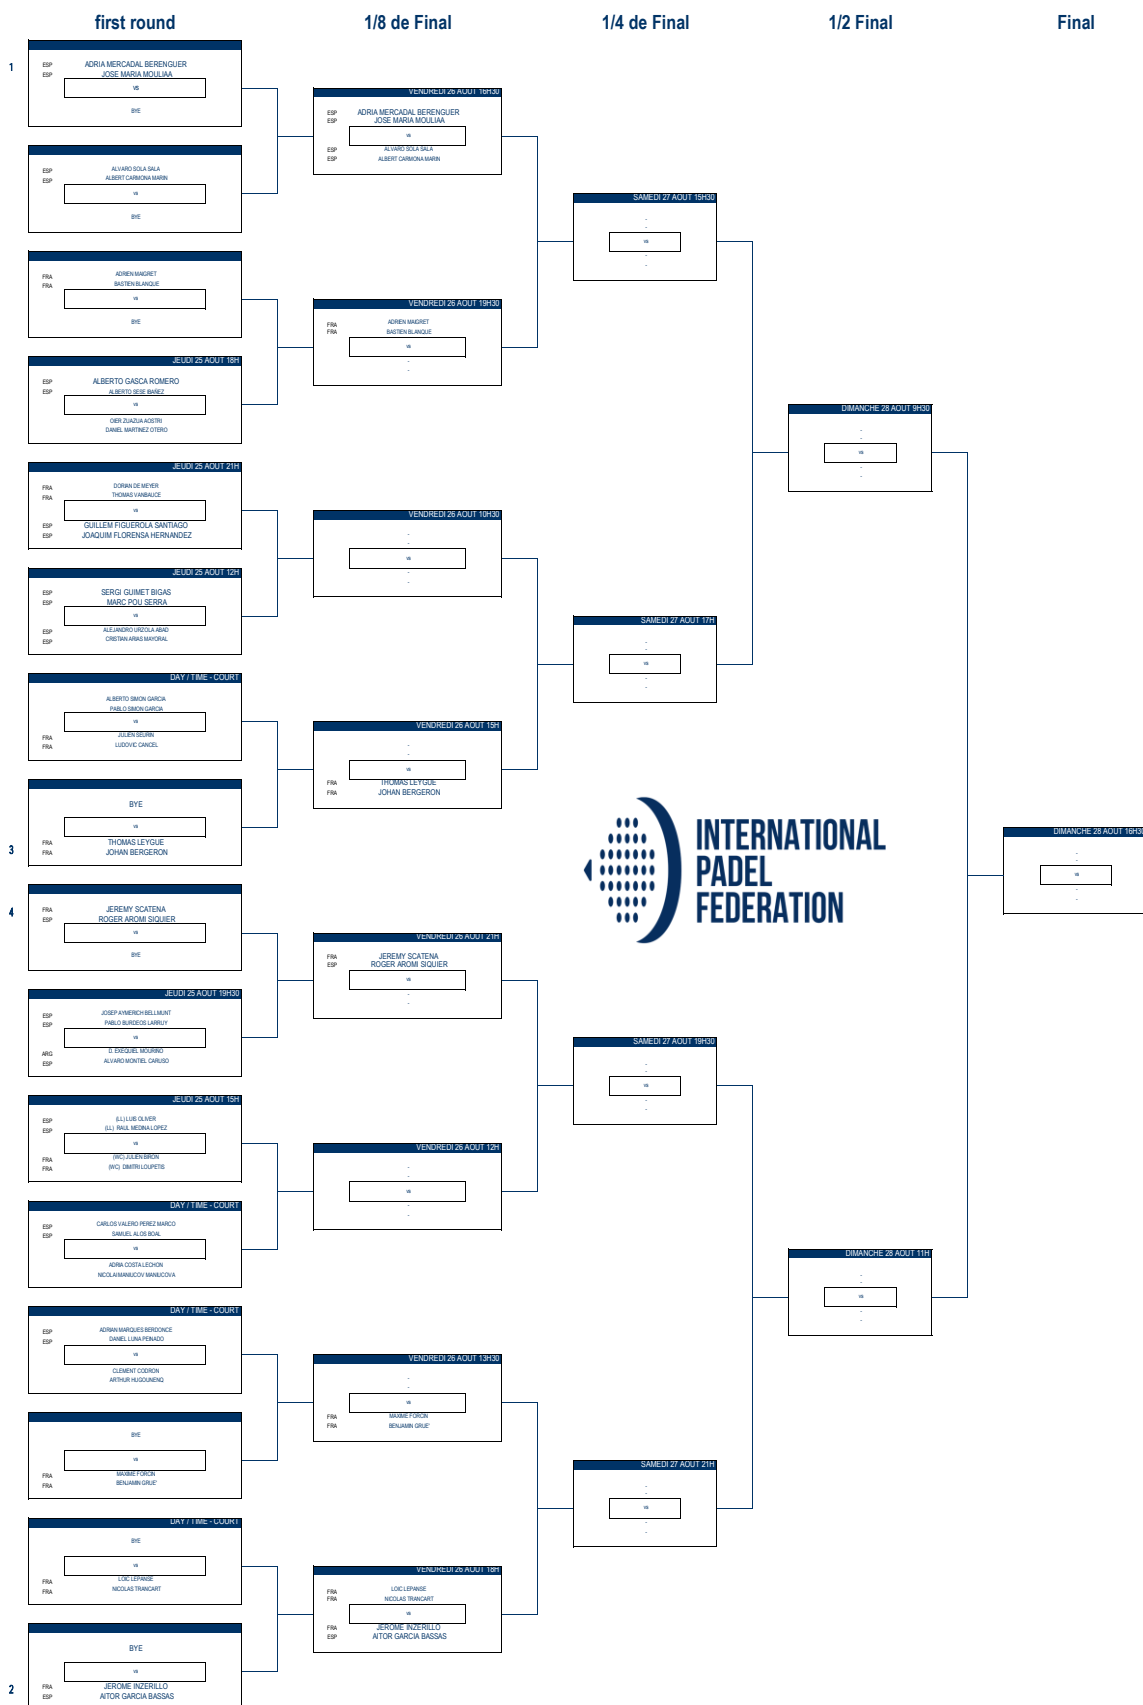 first round
1/8 de Final
1/4 de Final
1/2 Final
Final
1
ESP ADRIA MERCADAL BERENGUER
ESP JOSE MARIA MOULIAA
VS
BYE
ESP ALVARO SOLA SALA
ESP ALBERT CARMONA MARIN
VS
BYE
FRA ADRIEN MAIGRET
FRA BASTIEN BLANQUE
VS
BYE
JEUDI 25 AOUT 18H
ESP ALBERTO GASCA ROMERO
ESP ALBERTO SESE IBAÑEZ
VS
OIER ZUAZUA AOSTRI
DANIEL MARTINEZ OTERO
JEUDI 25 AOUT 21H
FRA DORIAN DE MEYER
FRA THOMAS VANBAUCE
VS
ESP GUILLEM FIGUEROLA SANTIAGO
ESP JOAQUIM FLORENSA HERNANDEZ
JEUDI 25 AOUT 12H
ESP SERGI GUIMET BIGAS
ESP MARC POU SERRA
VS
ESP ALEJANDRO URZOLA ABAD
ESP CRISTIAN ARIAS MAYORAL
DAY / TIME - COURT
ALBERTO SIMON GARCIA
PABLO SIMON GARCIA
VS
FRA JULIEN SEURIN
FRA LUDOVIC CANCEL
BYE
VS
FRA THOMAS LEYGUE
3
FRA JOHAN BERGERON
4
FRA JEREMY SCATENA
ESP ROGER AROMI SIQUIER
VS
BYE
JEUDI 25 AOUT 19H30
ESP JOSEP AYMERICH BELLMUNT
ESP PABLO BURDEOS LARRUY
VS
ARG D. EXEQUIEL MOURIÑO
ESP ALVARO MONTIEL CARUSO
JEUDI 25 AOUT 15H
ESP (LL) LUIS OLIVER
ESP (LL) RAUL MEDINA LOPEZ
VS
FRA (WC) JULIEN BIRON
FRA (WC) DIMITRI LOUPETIS
DAY / TIME - COURT
ESP CARLOS VALERO PEREZ MARCO
ESP SAMUEL ALOS BOAL
VS
ADRIA COSTA LECHON
NICOLAI MANIUCOV MANIUCOVA
DAY / TIME - COURT
ESP ADRIAN MARQUES BERDONCE
ESP DANIEL LUNA PEINADO
VS
CLEMENT CODRON
ARTHUR HUGOUNENQ
BYE
VS
FRA MAXIME FORCIN
FRA BENJAMIN GRUE'
DAY / TIME - COURT
BYE
VS
FRA LOIC LEPANSE
FRA NICOLAS TRANCART
BYE
VS
FRA JEROME INZERILLO
2
ESP AITOR GARCIA BASSAS
VENDREDI 26 AOUT 16H30
ESP ADRIA MERCADAL BERENGUER
ESP JOSE MARIA MOULIAA
VS
ESP ALVARO SOLA SALA
ESP ALBERT CARMONA MARIN
VENDREDI 26 AOUT 19H30
FRA ADRIEN MAIGRET
FRA BASTIEN BLANQUE
VS
-
-
VENDREDI 26 AOUT 10H30
-
-
VS
-
-
VENDREDI 26 AOUT 15H
-
-
VS
FRA THOMAS LEYGUE
FRA JOHAN BERGERON
VENDREDI 26 AOUT 21H
FRA JEREMY SCATENA
ESP ROGER AROMI SIQUIER
VS
-
-
VENDREDI 26 AOUT 12H
-
-
VS
-
-
VENDREDI 26 AOUT 13H30
-
-
VS
FRA MAXIME FORCIN
FRA BENJAMIN GRUE'
VENDREDI 26 AOUT 18H
FRA LOIC LEPANSE
FRA NICOLAS TRANCART
VS
FRA JEROME INZERILLO
ESP AITOR GARCIA BASSAS
SAMEDI 27 AOUT 15H30
-
-
VS
-
-
SAMEDI 27 AOUT 17H
-
-
VS
-
-
INTERNATIONAL
PADEL
FEDERATION
SAMEDI 27 AOUT 19H30
-
-
VS
-
-
SAMEDI 27 AOUT 21H
-
-
VS
-
-
DIMANCHE 28 AOUT 9H30
-
-
VS
-
-
DIMANCHE 28 AOUT 11H
-
-
VS
-
-
DIMANCHE 28 AOUT 16H30
-
-
VS
-
-